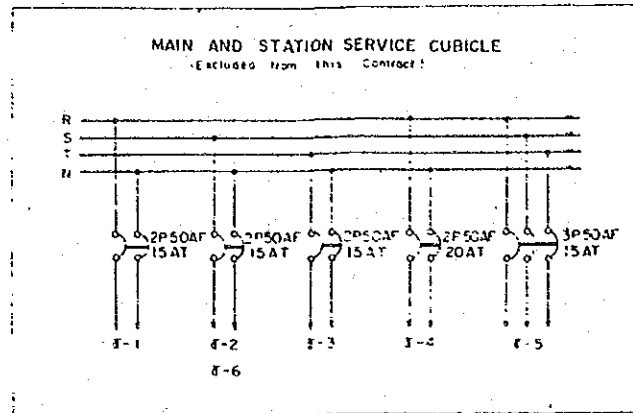 MAIN AND STATION SERVICE CUBICLE
(Excluded from this Contract)
R
S
T
N
2P50AF 2P50AF 2P50AF 2P50AF 3P50AF
15AT 15AT 15AT 20AT 15AT
γ-1 γ-2 γ-3 γ-4 γ-5
γ-6